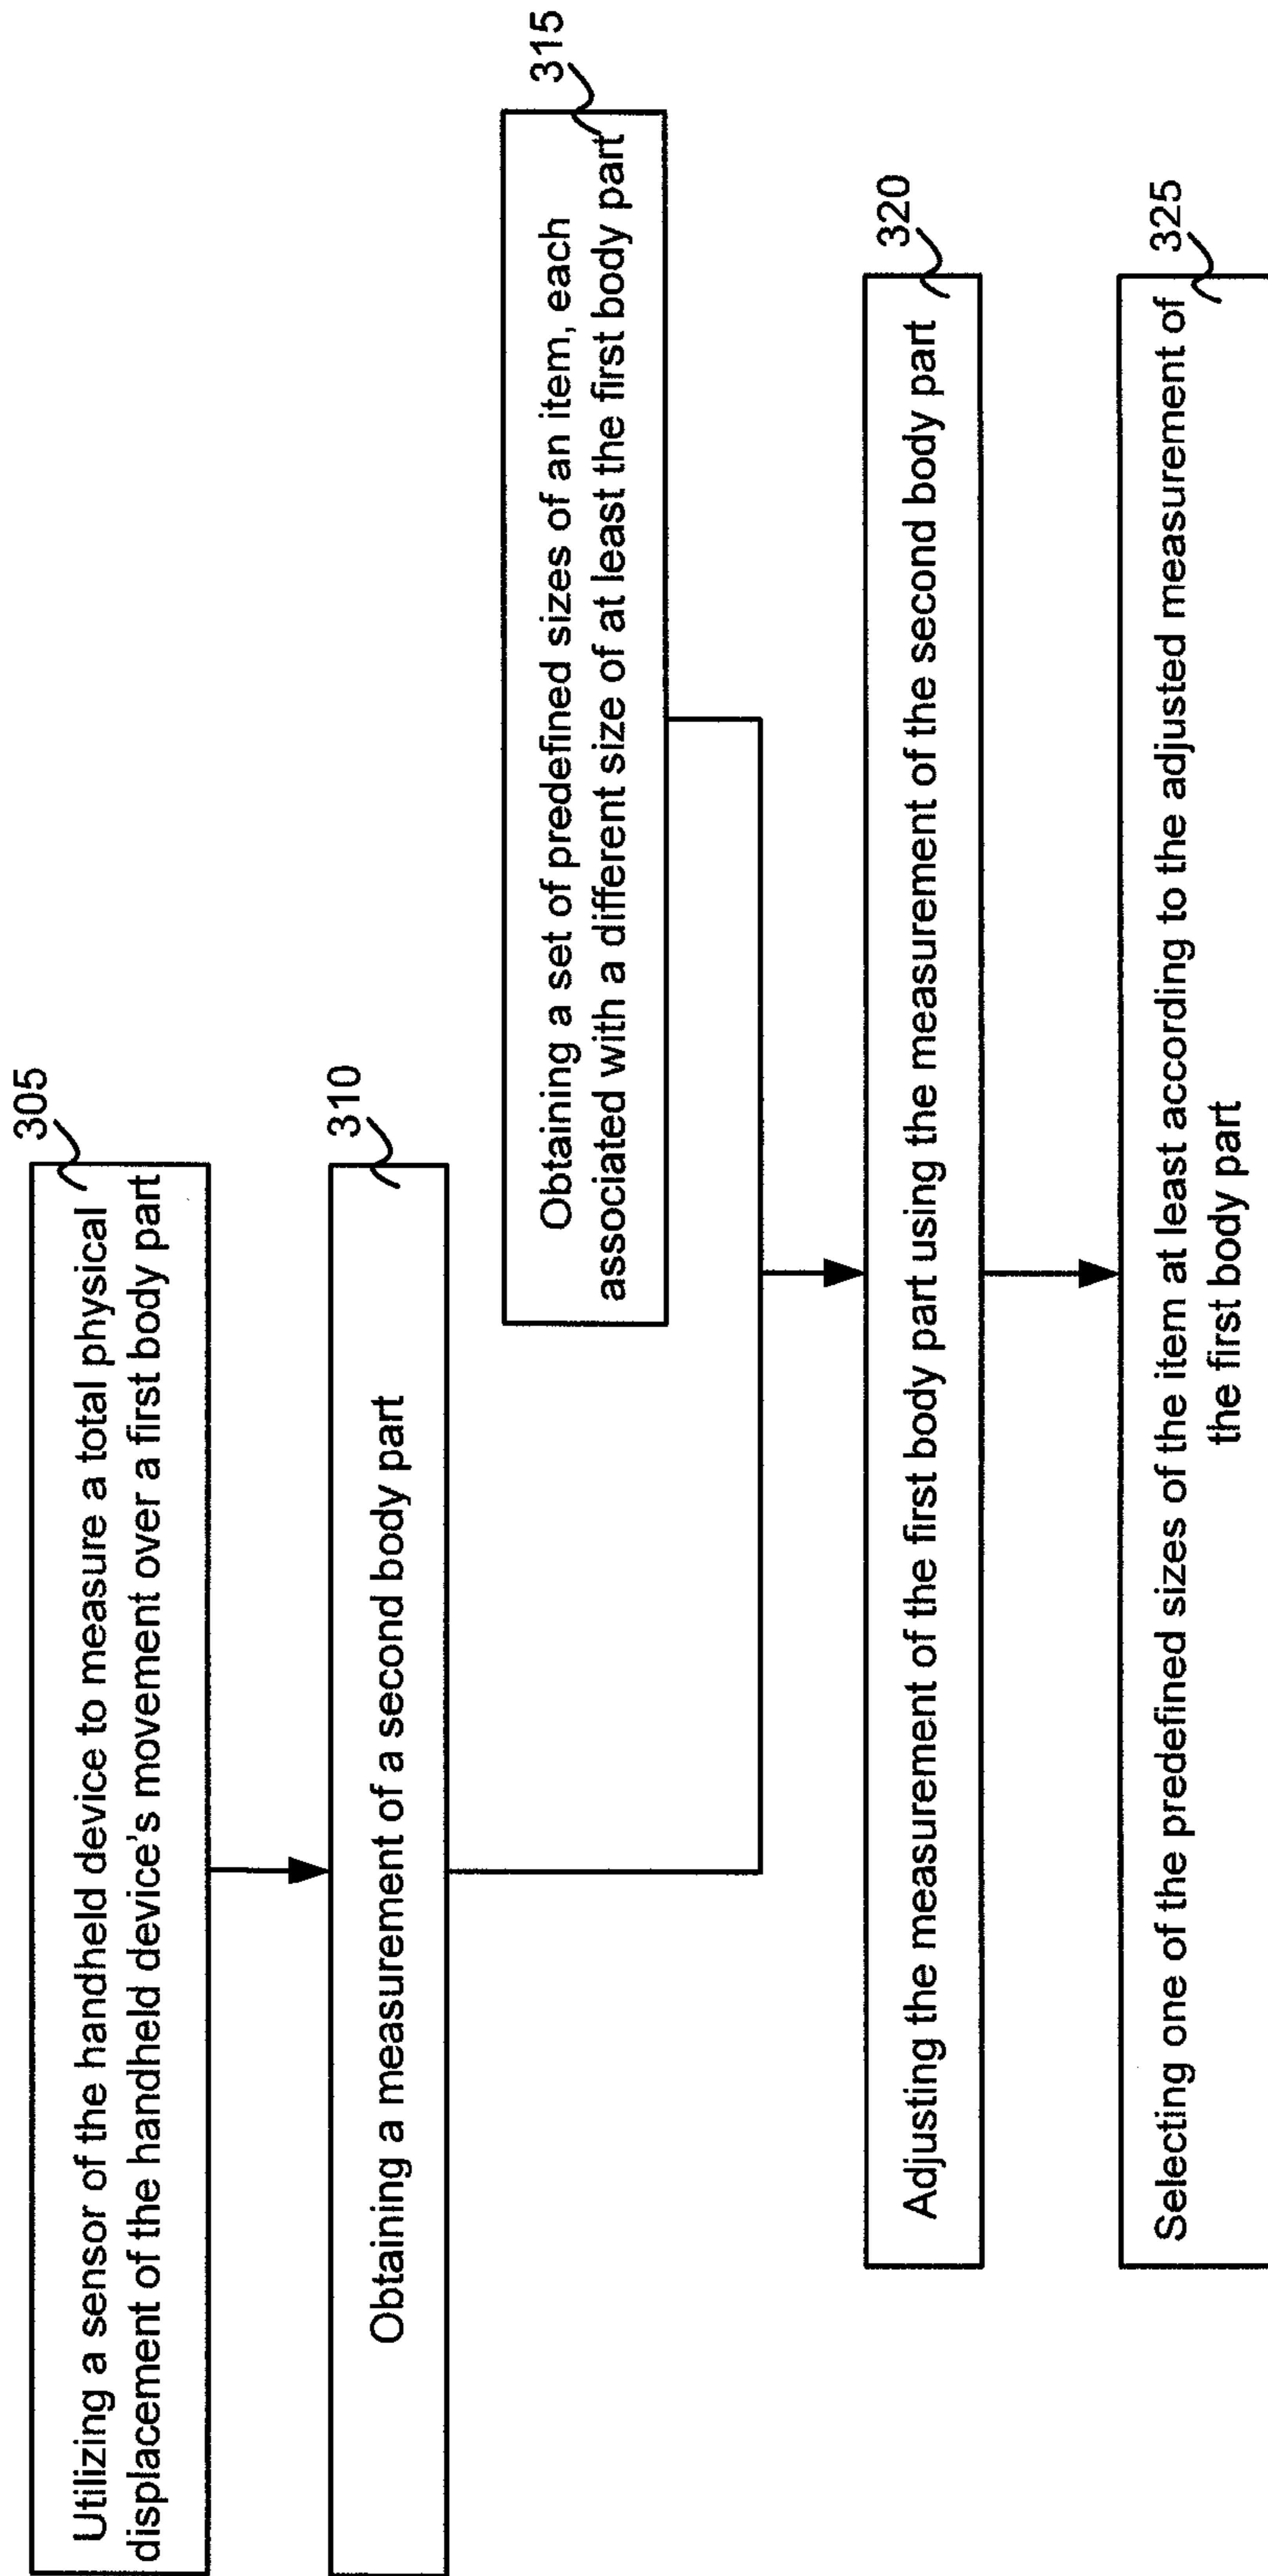 305
Utilizing a sensor of the handheld device to measure a total physical
displacement of the handheld device's movement over a first body part
310
Obtaining a measurement of a second body part
315
Obtaining a set of predefined sizes of an item, each
associated with a different size of at least the first body part
320
Adjusting the measurement of the first body part using the measurement of the second body part
325
Selecting one of the predefined sizes of the item at least according to the adjusted measurement of
the first body part